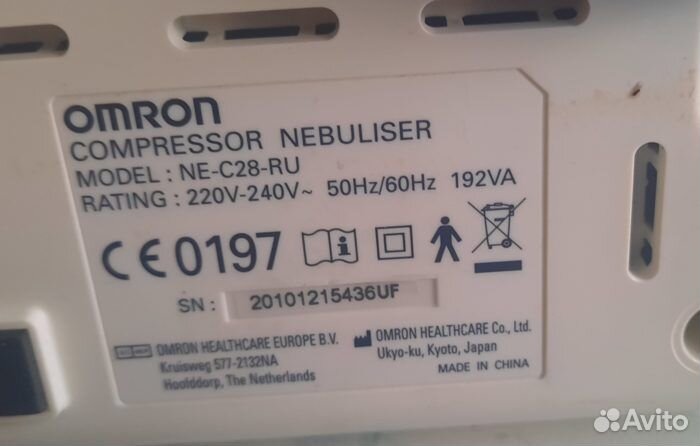 OMRON
COMPRESSOR NEBULISER
MODEL : NE-C28-RU
RATING : 220V-240V~ 50Hz/60Hz 192VA
CE 0197
SN : 20101215436UF
OMRON HEALTHCARE EUROPE B.V.
Kruisweg 577-2132NA
Hoofddorp, The Netherlands
OMRON HEALTHCARE Co., Ltd.
Ukyo-ku, Kyoto, Japan
MADE IN CHINA
Avito